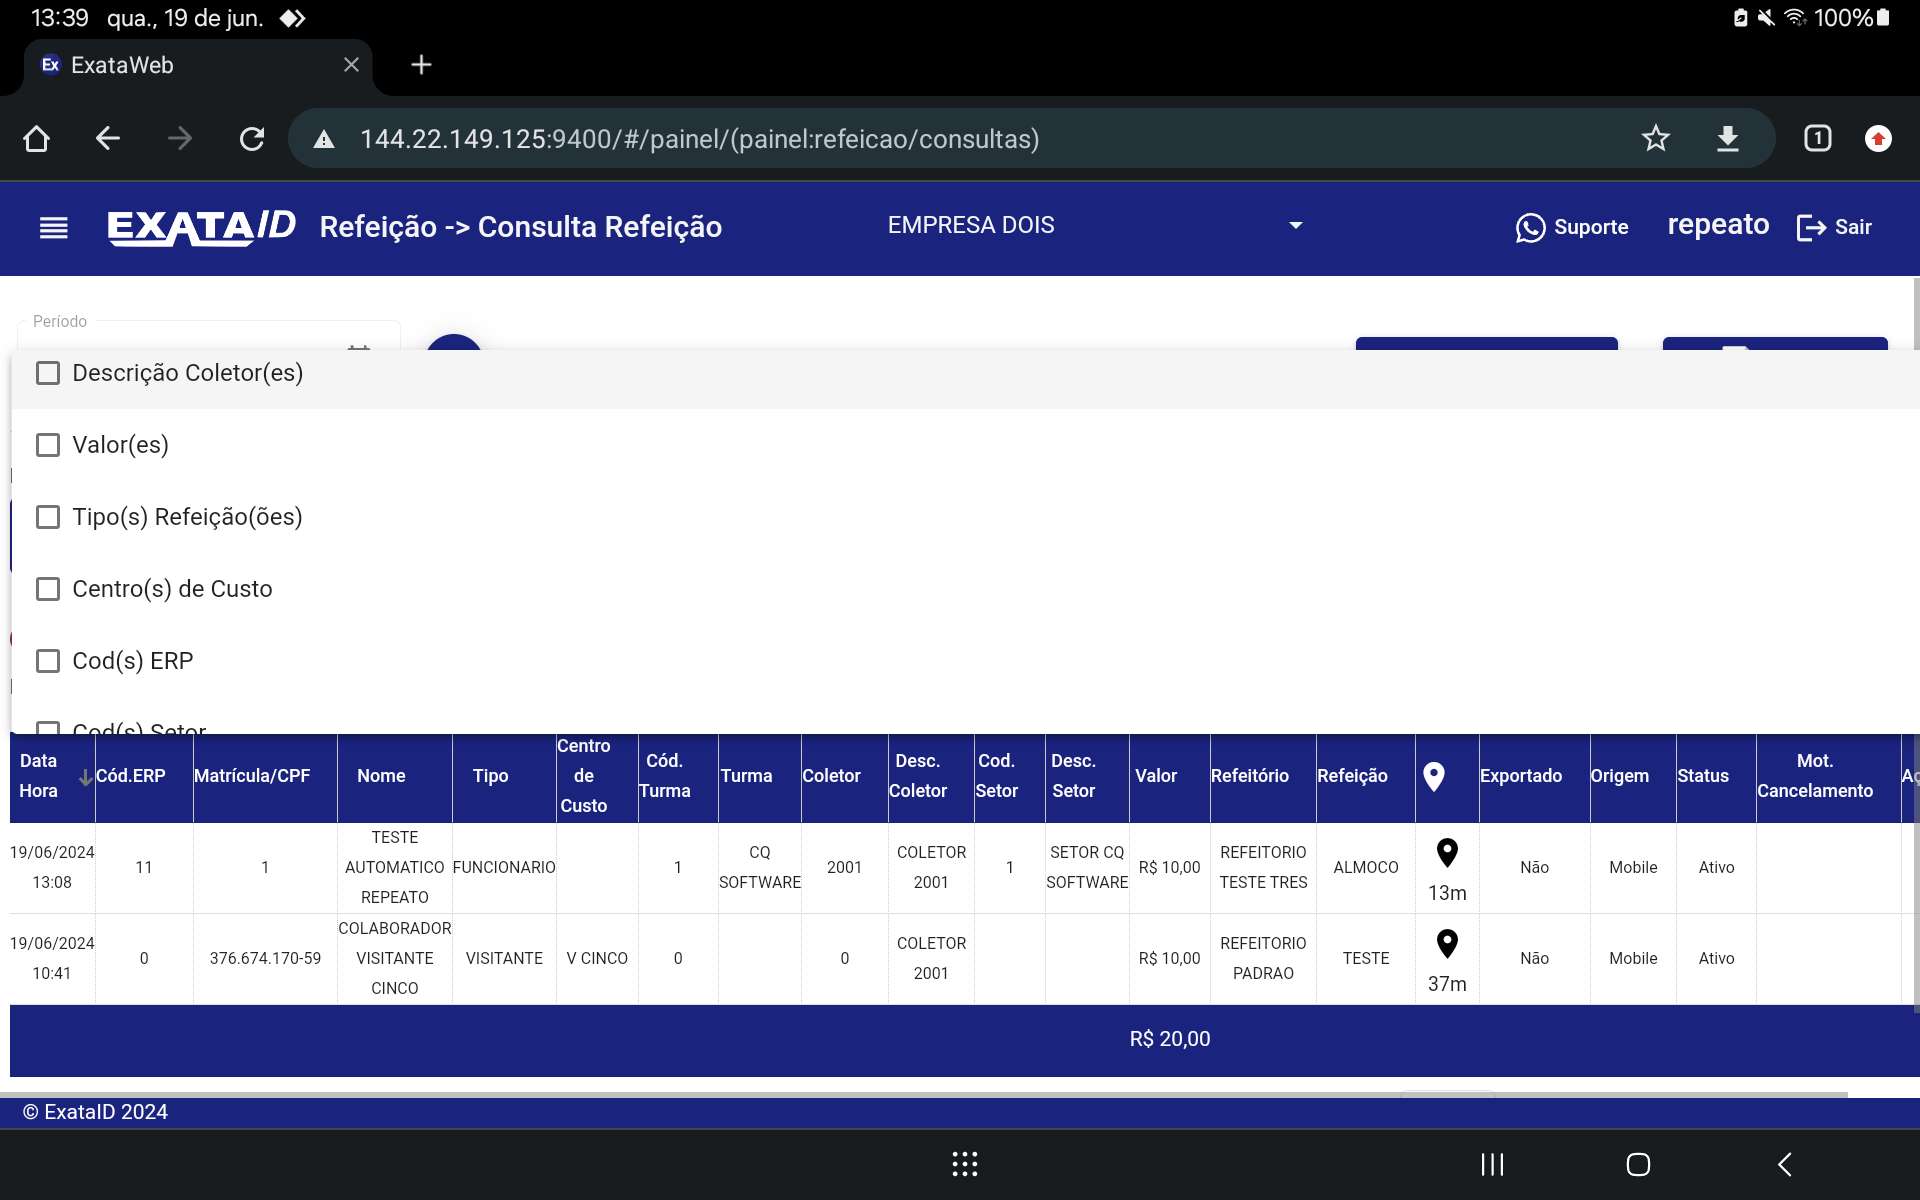 13:39 qua., 19 de jun. 100%
Ex ExataWeb
144.22.149.125:9400/#/painel/(painel:refeicao/consultas) 1
EXATAID Refeição -> Consulta Refeição EMPRESA DOIS Suporte repeato Sair
Período
Descrição Coletor(es)
Valor(es)
Tipo(s) Refeição(ões)
Centro(s) de Custo
Cod(s) ERP
Cod(s) Setor
Data Hora Cód.ERP Matrícula/CPF Nome Tipo Centro de Custo Cód. Turma Turma Coletor Desc. Coletor Cod. Setor Desc. Setor Valor Refeitório Refeição Exportado Origem Status Mot. Cancelamento
19/06/2024 13:08 11 1 TESTE AUTOMATICO REPEATO FUNCIONARIO 1 CQ SOFTWARE 2001 COLETOR 2001 1 SETOR CQ SOFTWARE R$ 10,00 REFEITORIO TESTE TRES ALMOCO 13m Não Mobile Ativo
19/06/2024 10:41 0 376.674.170-59 COLABORADOR VISITANTE CINCO VISITANTE V CINCO 0 0 COLETOR 2001 R$ 10,00 REFEITORIO PADRAO TESTE 37m Não Mobile Ativo
R$ 20,00
© ExataID 2024